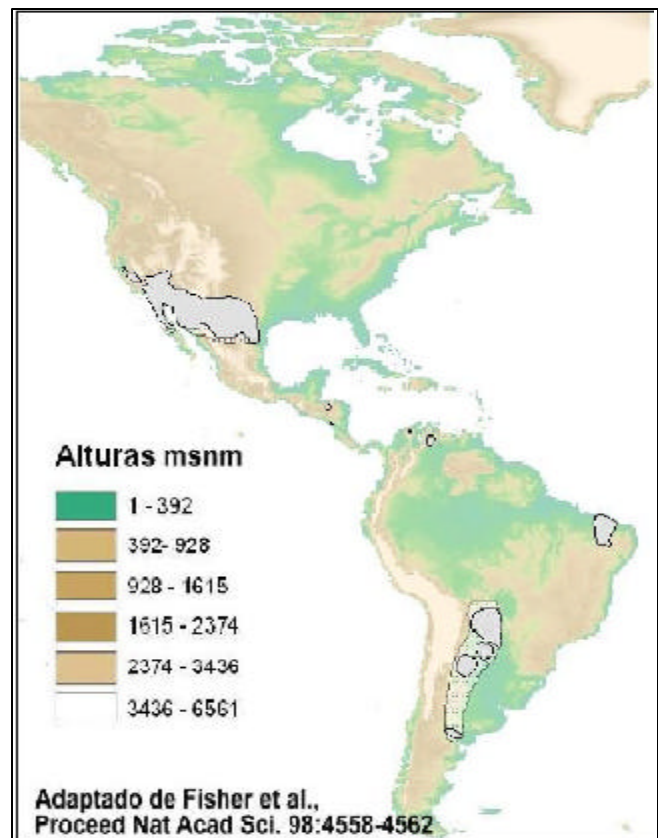 Alturas msnm
1 - 392
392- 928
928 - 1615
1615 - 2374
2374 - 3436
3436 - 6561
Adaptado de Fisher et al.,
Proceed Nat Acad Sci. 98:4558-4562